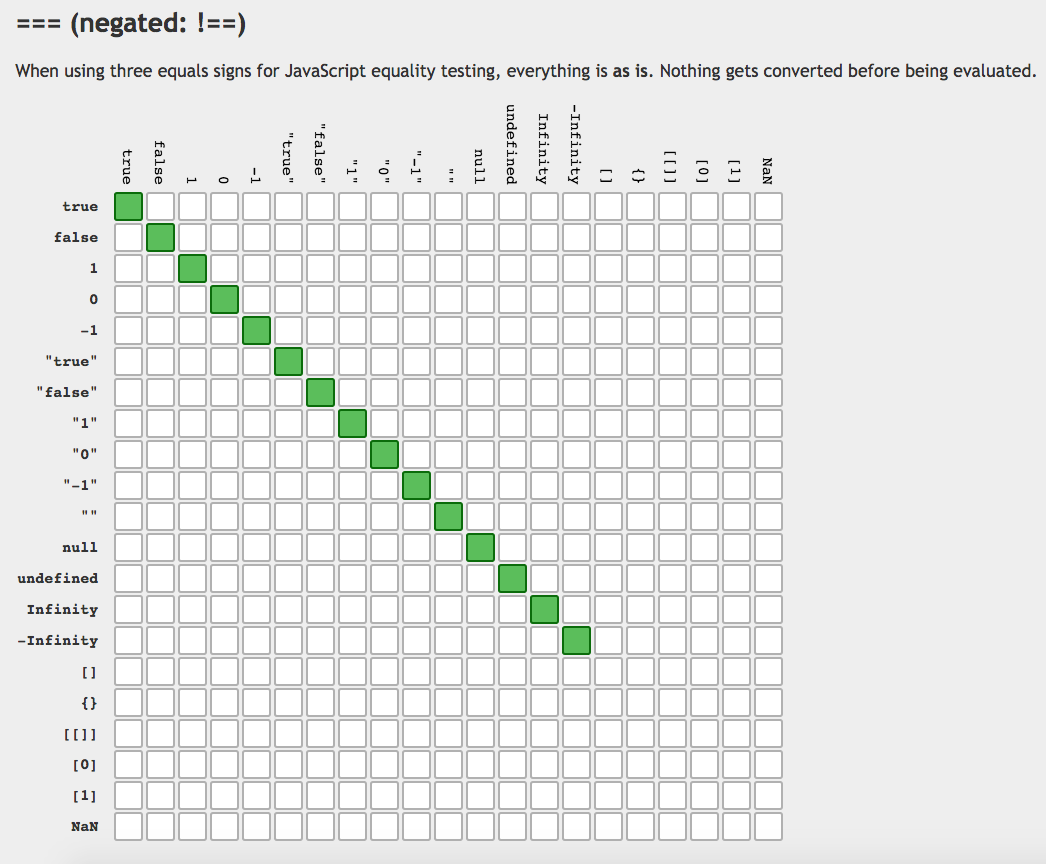 === (negated: !==)
When using three equals signs for JavaScript equality testing, everything is as is. Nothing gets converted before being evaluated.
true false 1 0 -1 "true" "false" "1" "0" "-1" "" null undefined Infinity -Infinity [] {} [[]] [0] [1] NaN
true
false
1
0
-1
"true"
"false"
"1"
"0"
"-1"
""
null
undefined
Infinity
-Infinity
[]
{}
[[]]
[0]
[1]
NaN